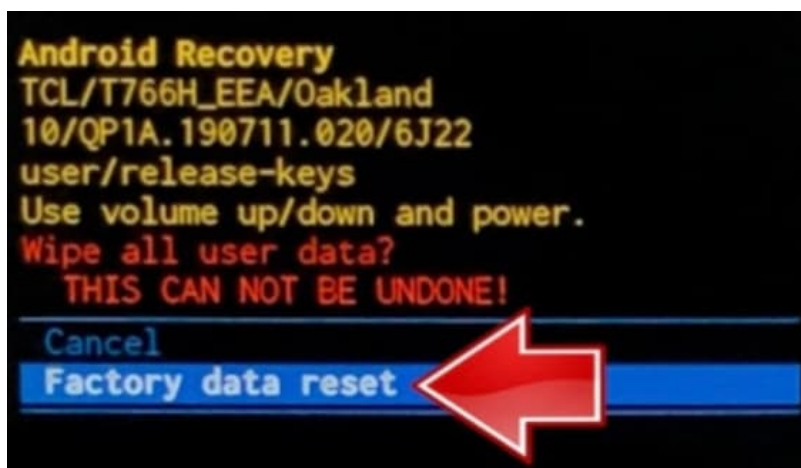 Android Recovery
TCL/T766H_EEA/Oakland
10/QP1A.190711.020/6J22
user/release-keys
Use volume up/down and power.
Wipe all user data?
THIS CAN NOT BE UNDONE!
Cancel
Factory data reset